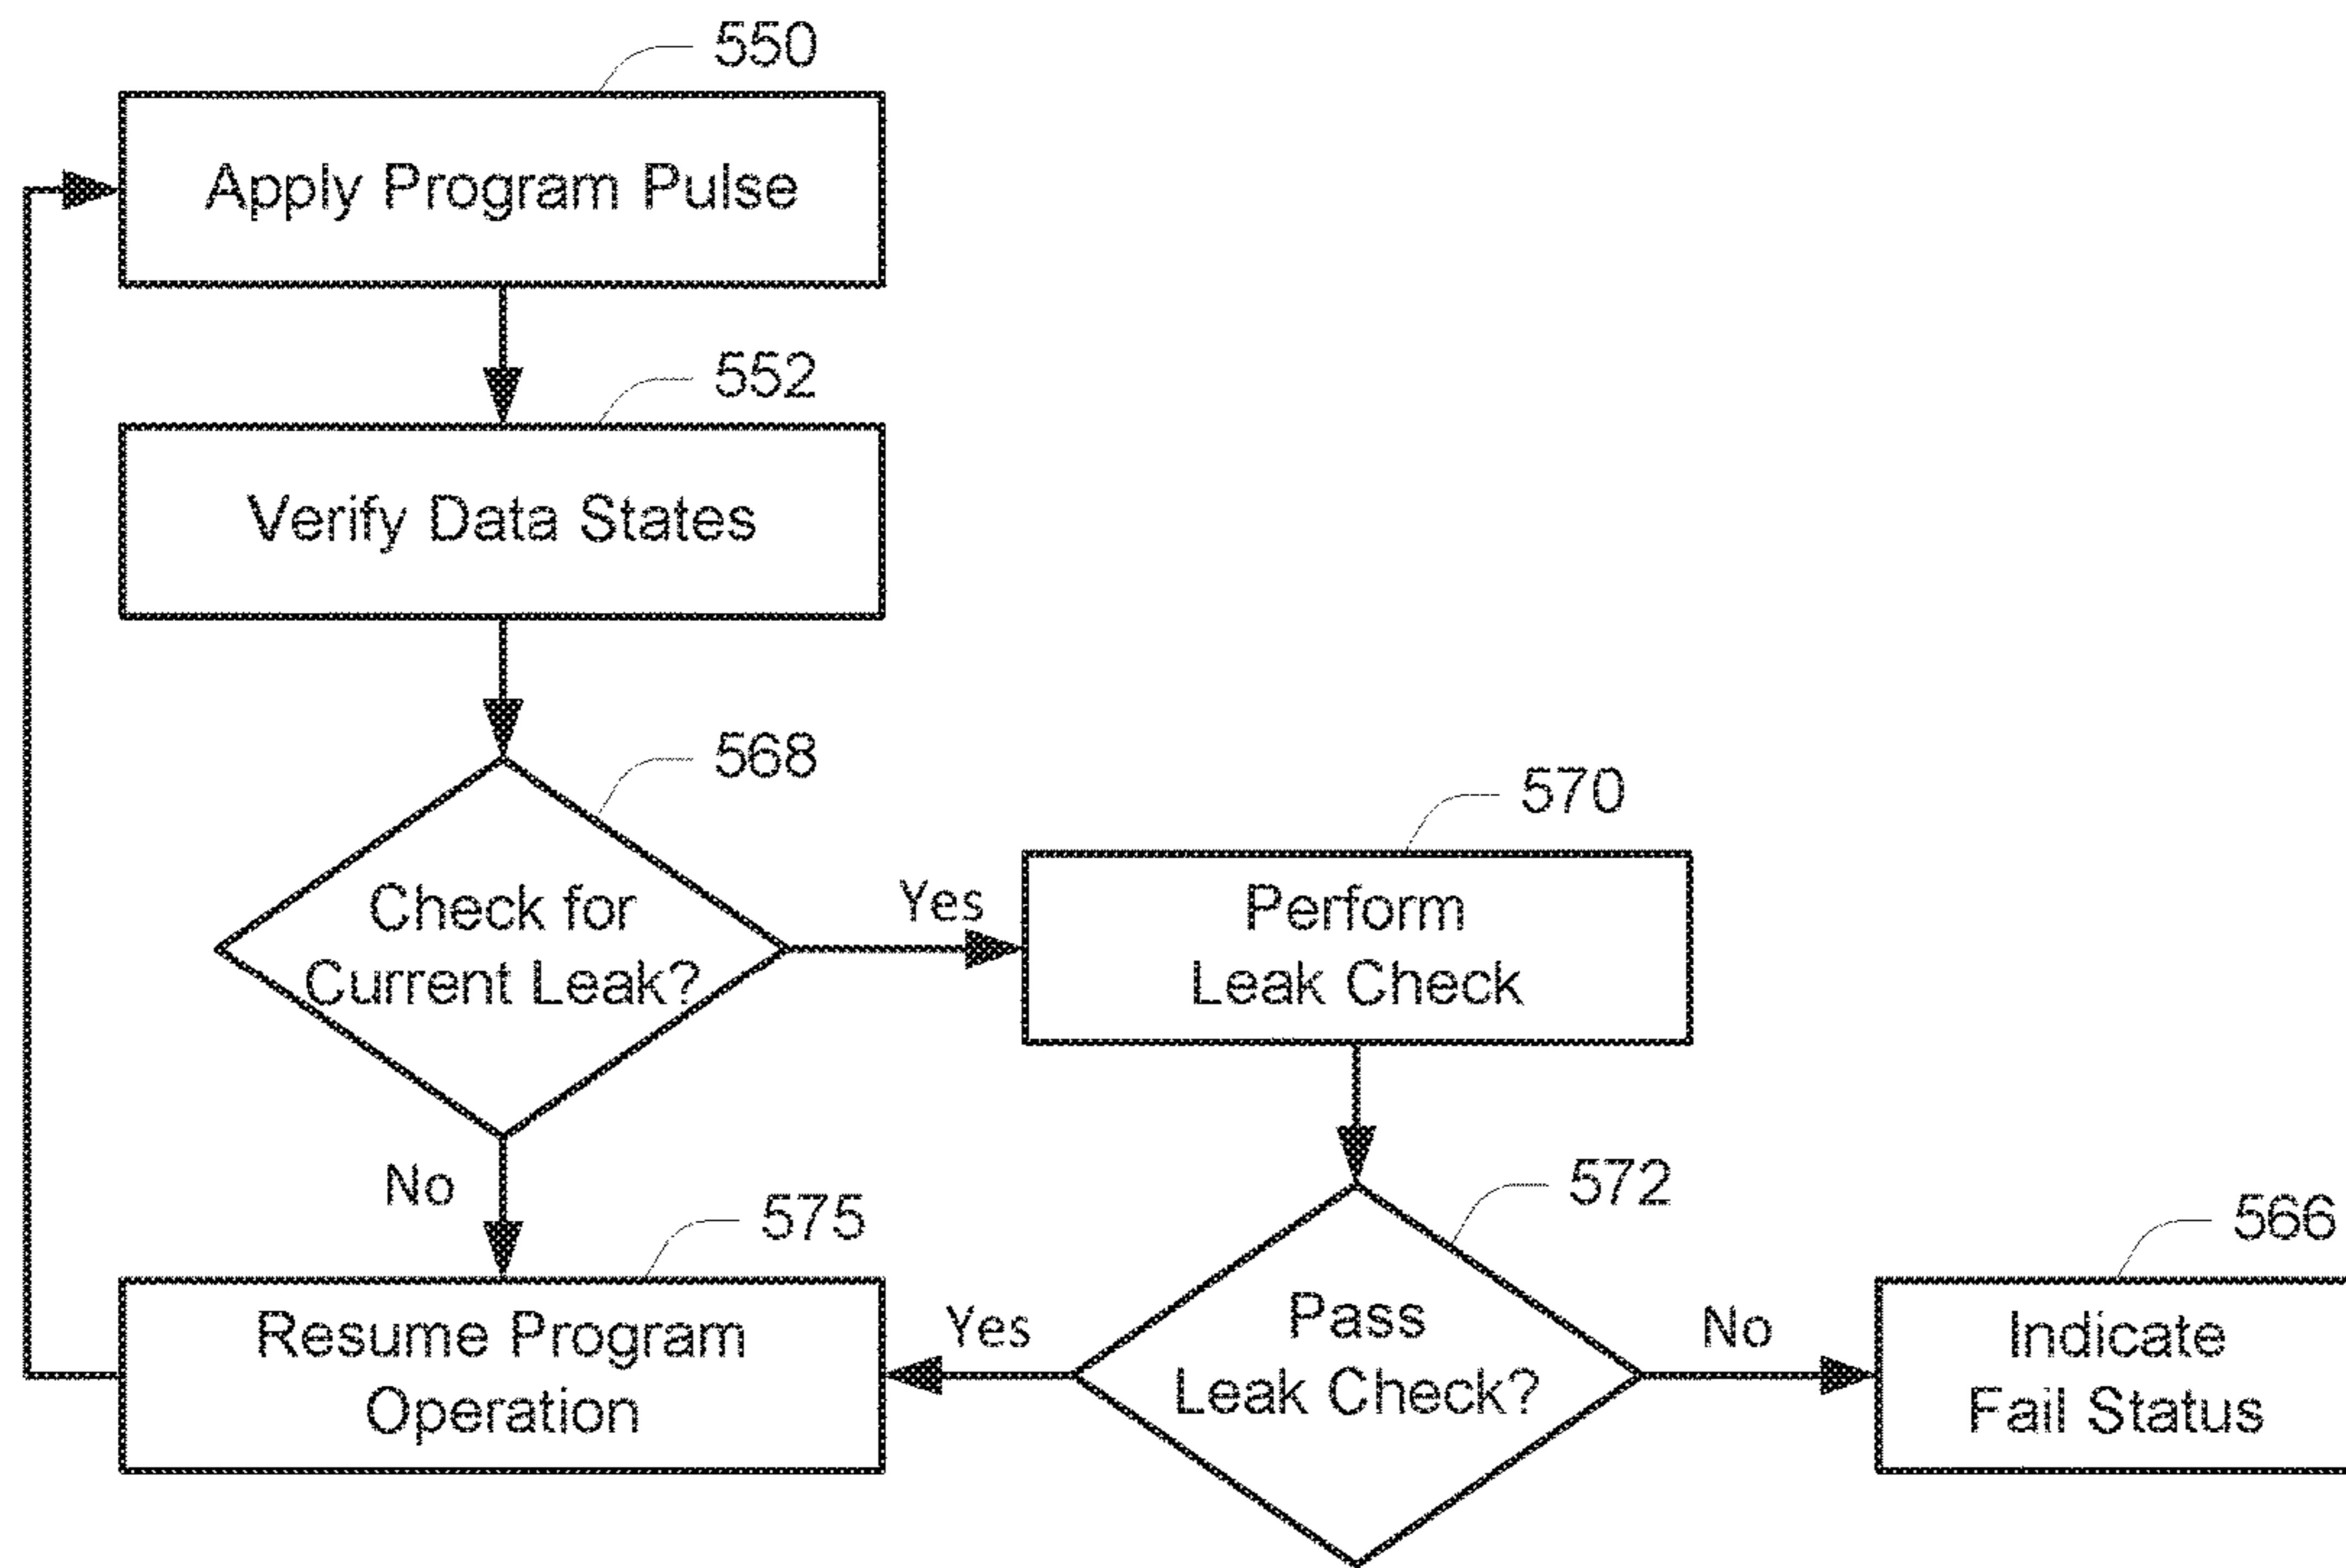 550
Apply Program Pulse
552
Verify Data States
568
Check for
Current Leak?
Yes
570
Perform
Leak Check
No
575
Resume Program
Operation
Yes
572
Pass
Leak Check?
No
566
Indicate
Fail Status